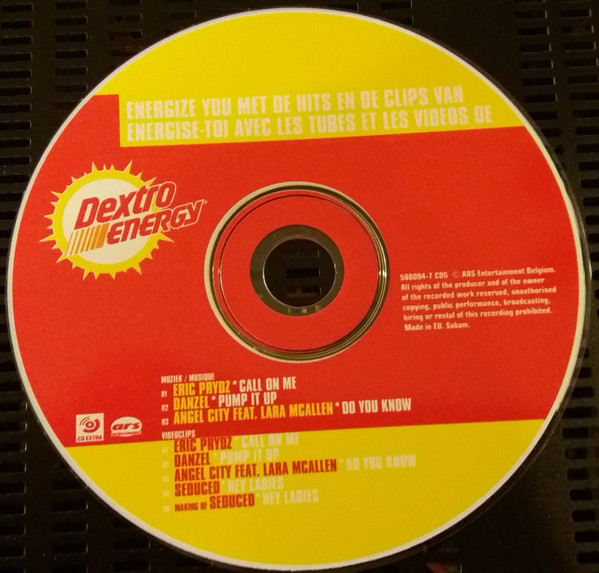 ENERGIZE YOU MET DE HITS EN DE CLIPS VAN
ENERGISE-TOI AVEC LES TUBES ET LES VIDEOS DE
Dextro
ENERGY
588094-7 CD5 © ARS Entertainment Belgium.
All rights of the producer and of the owner
of the recorded work reserved, unauthorised
copying, public performance, broadcasting,
hiring or rental of this recording prohibited.
Made in EU. Sabam.
MUZIEK / MUSIQUE
01 ERIC PRYDZ * CALL ON ME
02 DANZEL * PUMP IT UP
03 ANGEL CITY FEAT. LARA MCALLEN * DO YOU KNOW
VIDEOCLIPS
ERIC PRYDZ * CALL ON ME
DANZEL * PUMP IT UP
ANGEL CITY FEAT. LARA MCALLEN * DO YOU KNOW
SEDUCED * HEY LADIES
MAKING OF SEDUCED * HEY LADIES
CD EXTRA
ars